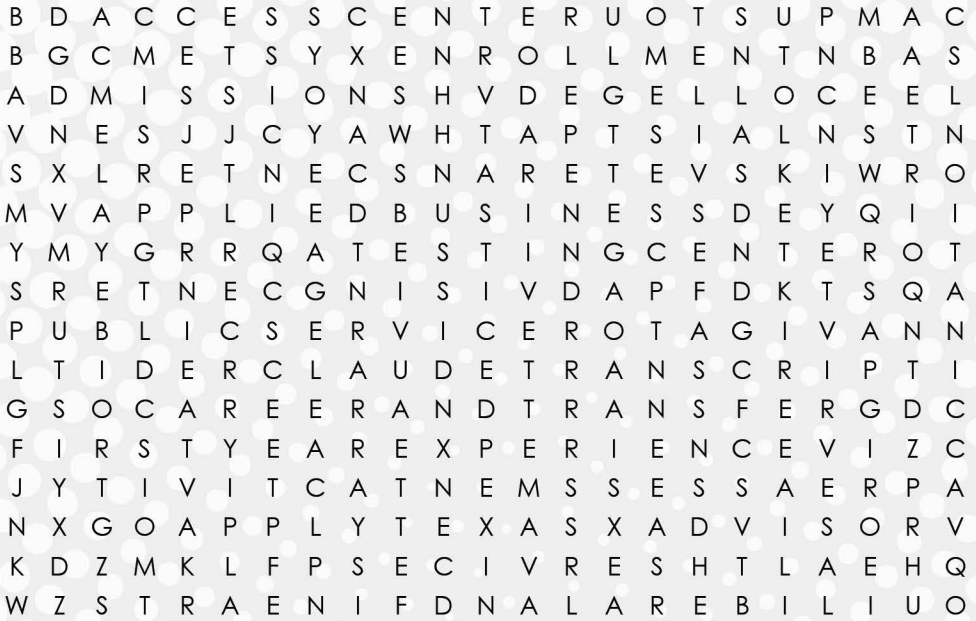 B D A C C E S S C E N T E R U O T S U P M A C
B G C M E T S Y X E N R O L L M E N T N B A S
A D M I S S I O N S H V D E G E L L O C E E L
V N E S J J C Y A W H T A P T S I A L N S T N
S X L R E T N E C S N A R E T E V S K I W R O
M V A P P L I E D B U S I N E S S D E Y Q I I
Y M Y G R R Q A T E S T I N G C E N T E R O T
S R E T N E C G N I S I V D A P F D K T S Q A
P U B L I C S E R V I C E R O T A G I V A N N
L T I D E R C L A U D E T R A N S C R I P T I
G S O C A R E E R A N D T R A N S F E R G D C
F I R S T Y E A R E X P E R I E N C E V I Z C
J Y T I V I T C A T N E M S S E S S A E R P A
N X G O A P P L Y T E X A S X A D V I S O R V
K D Z M K L F P S E C I V R E S H T L A E H Q
W Z S T R A E N I F D N A L A R E B I L I U O